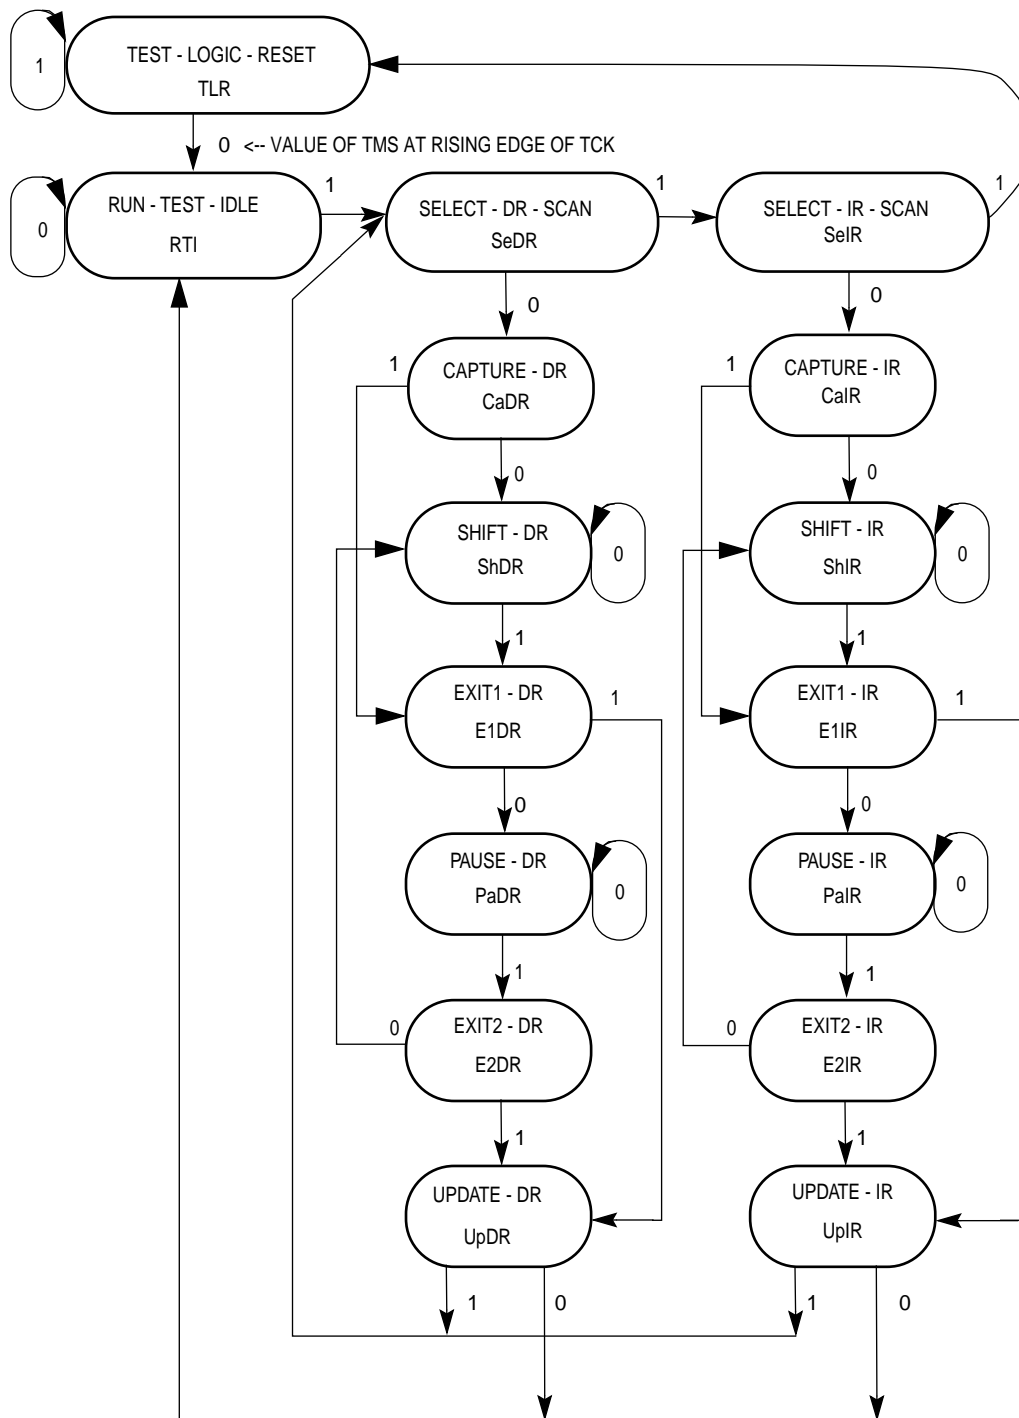 TEST - LOGIC - RESET
TLR
1
0 <-- VALUE OF TMS AT RISING EDGE OF TCK
RUN - TEST - IDLE
RTI
0
1
SELECT - DR - SCAN
SeDR
1
SELECT - IR - SCAN
SeIR
1
0
0
CAPTURE - DR
CaDR
1
CAPTURE - IR
CaIR
1
0
0
SHIFT - DR
ShDR
0
SHIFT - IR
ShIR
0
1
1
EXIT1 - DR
E1DR
1
EXIT1 - IR
E1IR
1
0
0
PAUSE - DR
PaDR
0
PAUSE - IR
PaIR
0
1
1
EXIT2 - DR
E2DR
0
EXIT2 - IR
E2IR
0
1
1
UPDATE - DR
UpDR
UPDATE - IR
UpIR
1
0
1
0